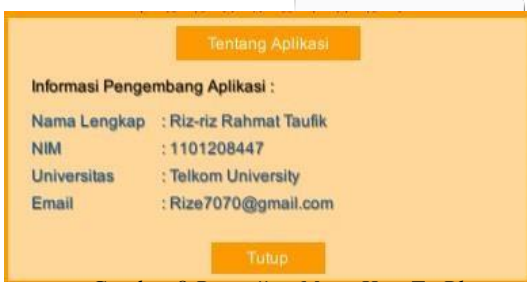 Tentang Aplikasi
Informasi Pengembang Aplikasi :
Nama Lengkap : Riz-riz Rahmat Taufik
NIM : 1101208447
Universitas : Telkom University
Email : Rize7070@gmail.com
Tutup